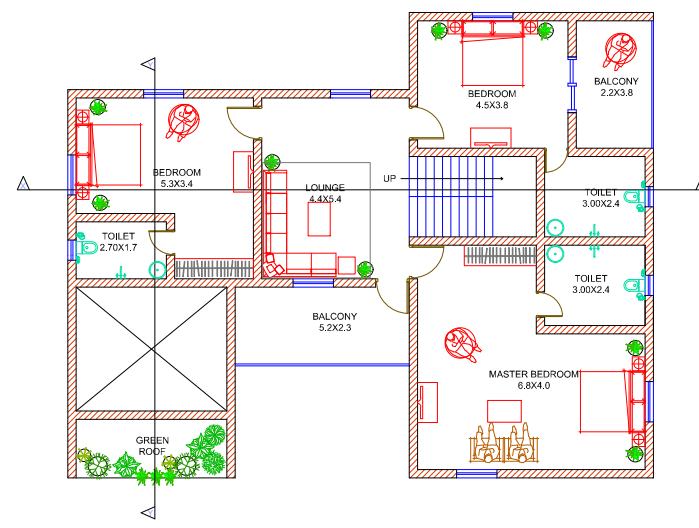 BEDROOM
4.5X3.8
BALCONY
2.2X3.8
BEDROOM
5.3X3.4
UP
LOUNGE
4.4X5.4
TOILET
3.00X2.4
TOILET
2.70X1.7
TOILET
3.00X2.4
BALCONY
5.2X2.3
MASTER BEDROOM
6.8X4.0
GREEN
ROOF